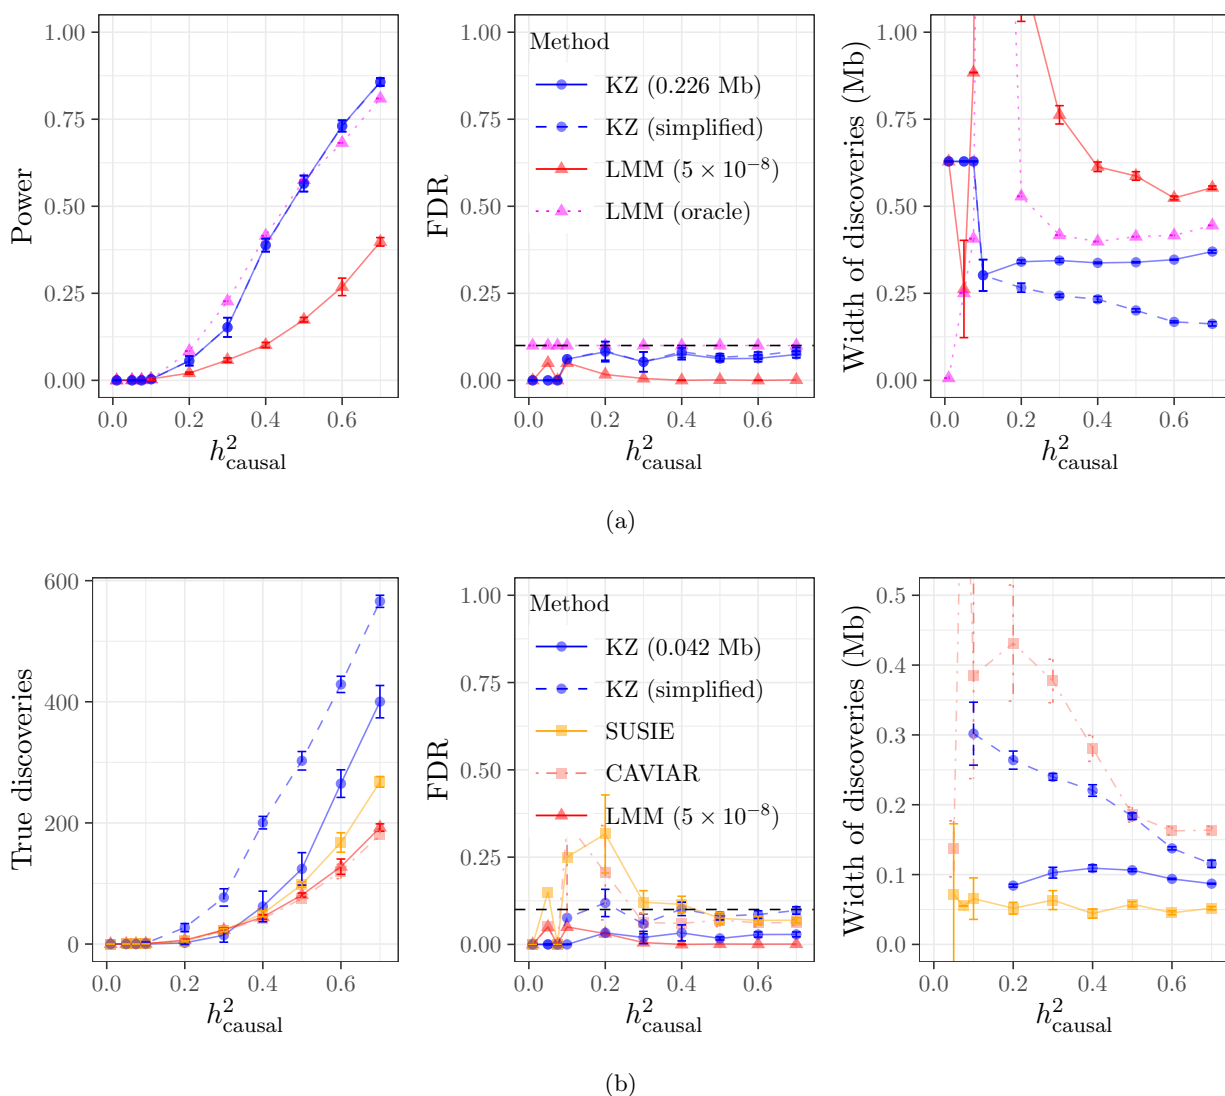 Power
1.00
0.75
0.50
0.25
0.00
0.0 0.2 0.4 0.6
h²causal
FDR
1.00
0.75
0.50
0.25
0.00
Method
KZ (0.226 Mb)
KZ (simplified)
LMM (5 × 10⁻⁸)
LMM (oracle)
0.0 0.2 0.4 0.6
h²causal
Width of discoveries (Mb)
1.00
0.75
0.50
0.25
0.00
0.0 0.2 0.4 0.6
h²causal
(a)
True discoveries
600
400
200
0
0.0 0.2 0.4 0.6
h²causal
FDR
1.00
0.75
0.50
0.25
0.00
Method
KZ (0.042 Mb)
KZ (simplified)
SUSIE
CAVIAR
LMM (5 × 10⁻⁸)
0.0 0.2 0.4 0.6
h²causal
Width of discoveries (Mb)
0.5
0.4
0.3
0.2
0.1
0.0
0.0 0.2 0.4 0.6
h²causal
(b)